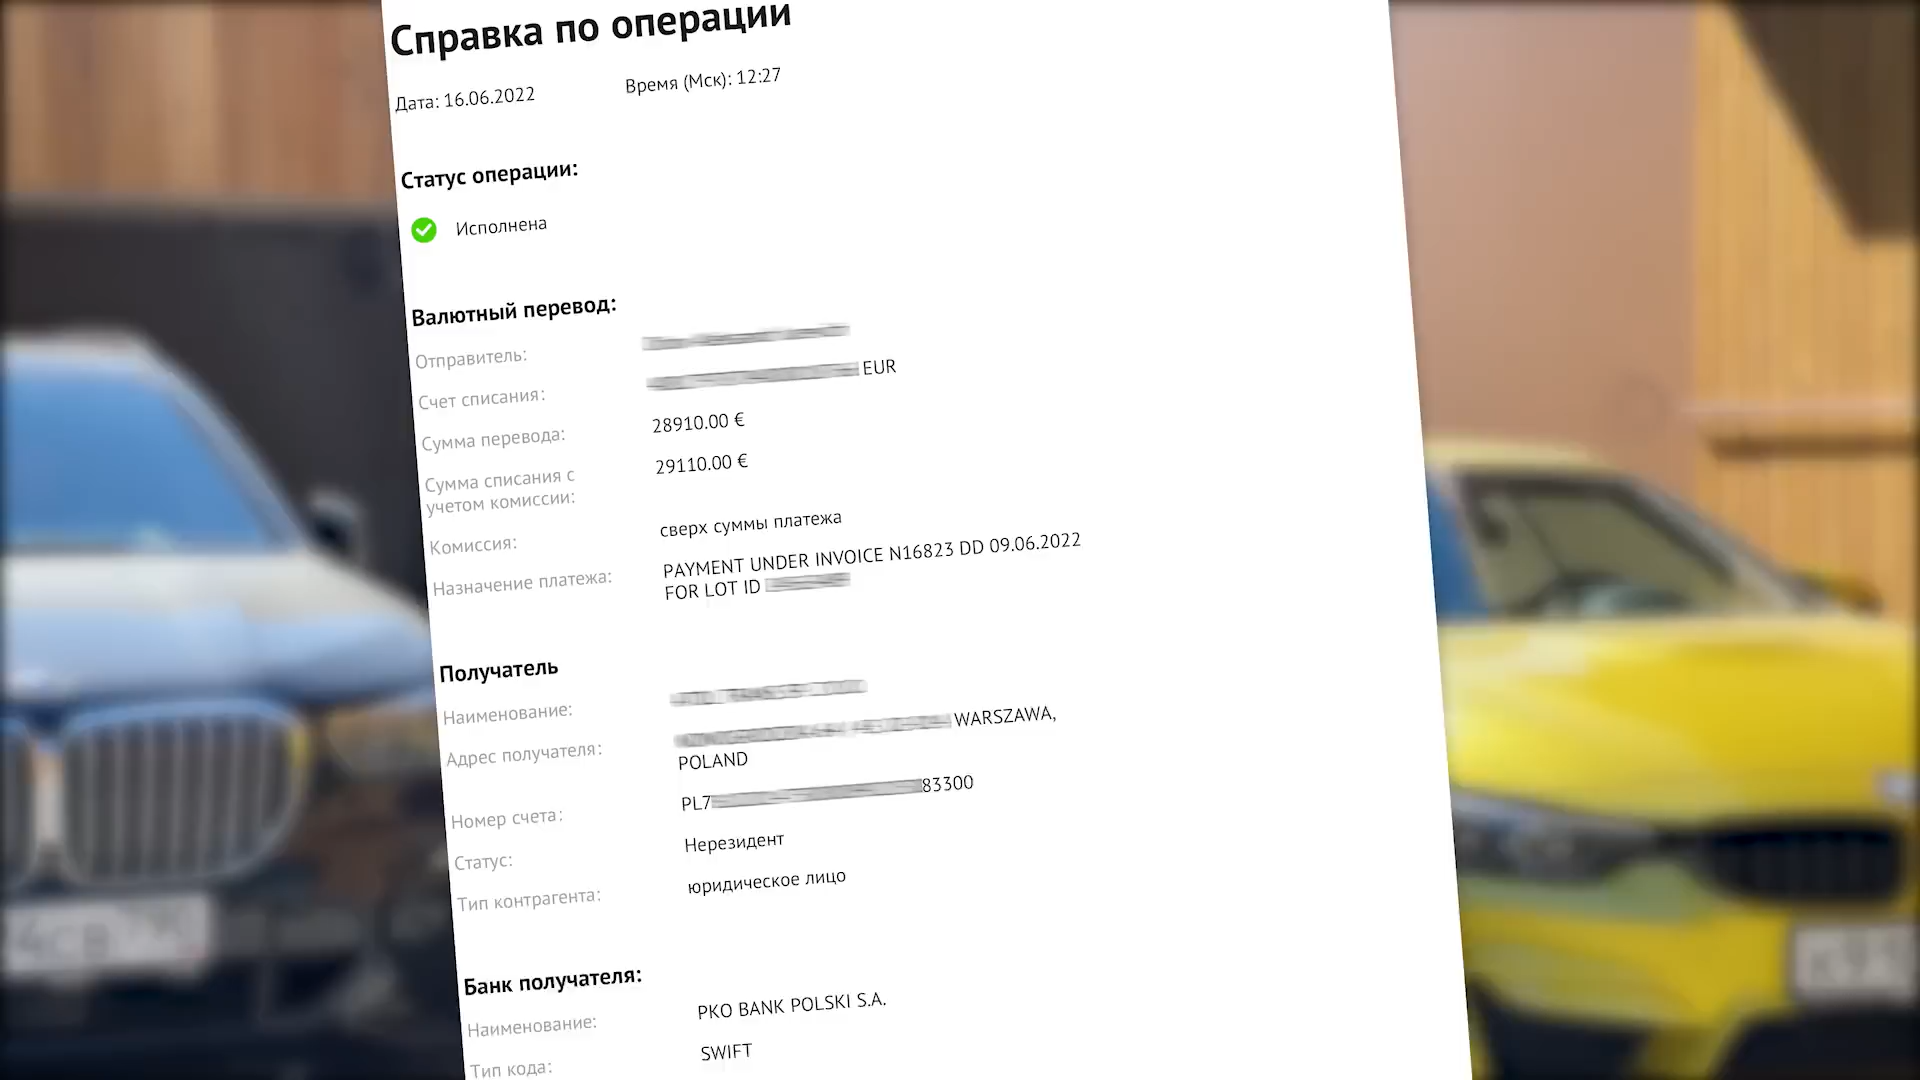 Справка по операции
Дата: 16.06.2022 Время (Мск): 12:27
Статус операции:
Исполнена
Валютный перевод:
Отправитель:
Счет списания: EUR
Сумма перевода: 28910.00 €
Сумма списания с
учетом комиссии: 29110.00 €
Комиссия: сверх суммы платежа
Назначение платежа: PAYMENT UNDER INVOICE N16823 DD 09.06.2022
FOR LOT ID
Получатель
Наименование:
Адрес получателя: WARSZAWA,
POLAND
Номер счета: PL7 83300
Статус: Нерезидент
Тип контрагента: юридическое лицо
Банк получателя:
Наименование: PKO BANK POLSKI S.A.
Тип кода: SWIFT